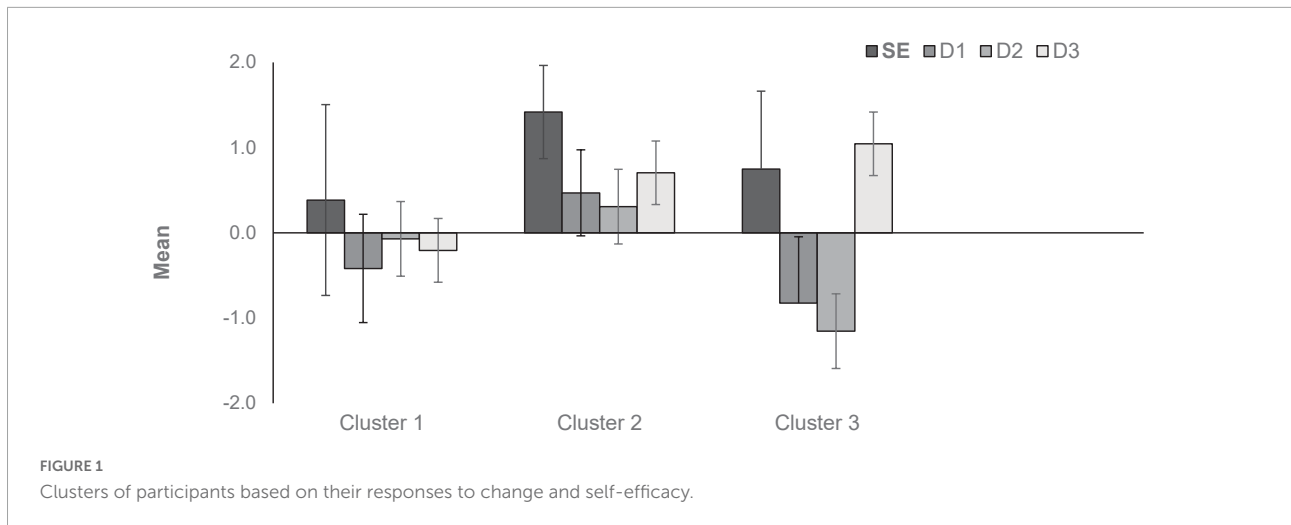 SE D1 D2 D3
2.0
1.0
0.0
-1.0
-2.0
Mean
Cluster 1 Cluster 2 Cluster 3
FIGURE 1
Clusters of participants based on their responses to change and self-efficacy.